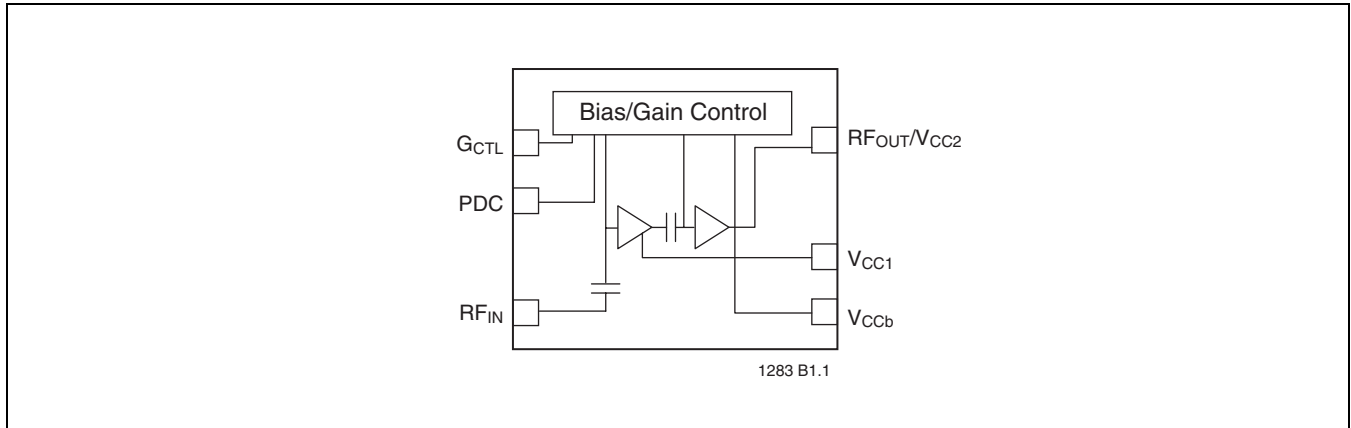 Bias/Gain Control
GCTL
PDC
RFIN
RFOUT/VCC2
VCC1
VCCb
1283 B1.1